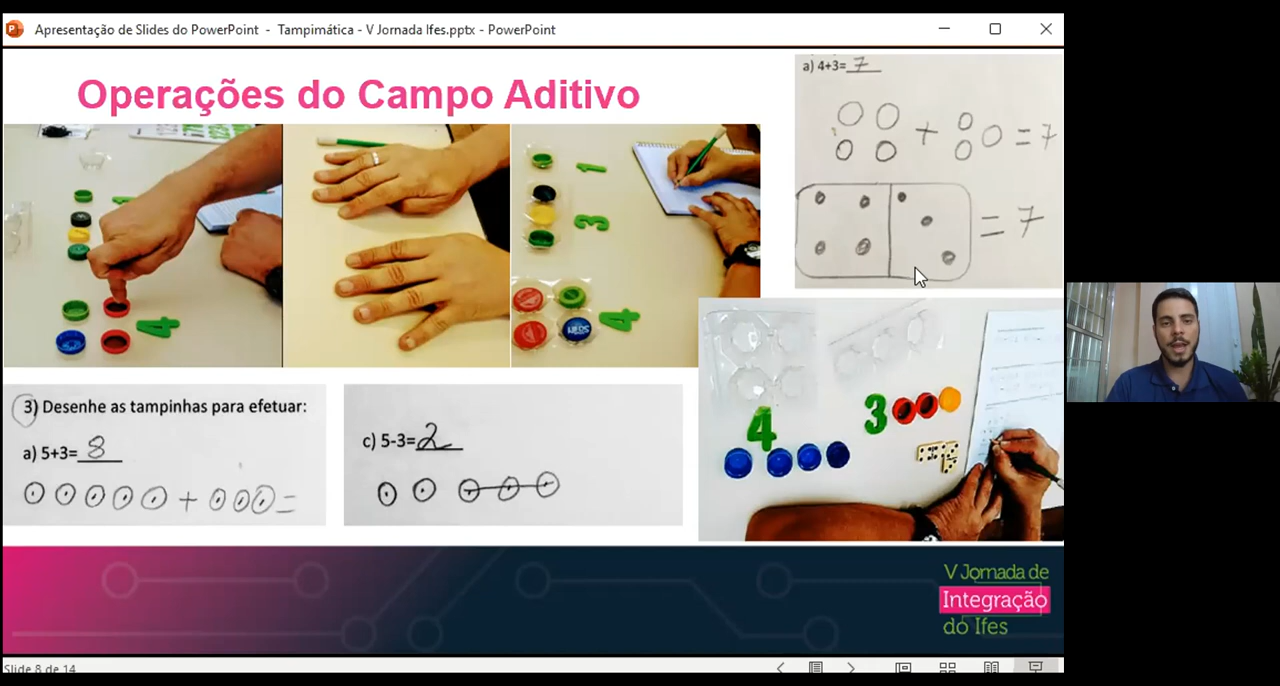 Apresentação de Slides do PowerPoint - Tampimática - V Jornada Ifes.pptx - PowerPoint
Operações do Campo Aditivo
a) 4+3= 7
+ = 7
= 7
1
4
1
3
4
4
3
3) Desenhe as tampinhas para efetuar:
a) 5+3= 8
+ =
c) 5-3= 2
V Jornada de
Integração
do Ifes
Slide 8 de 14